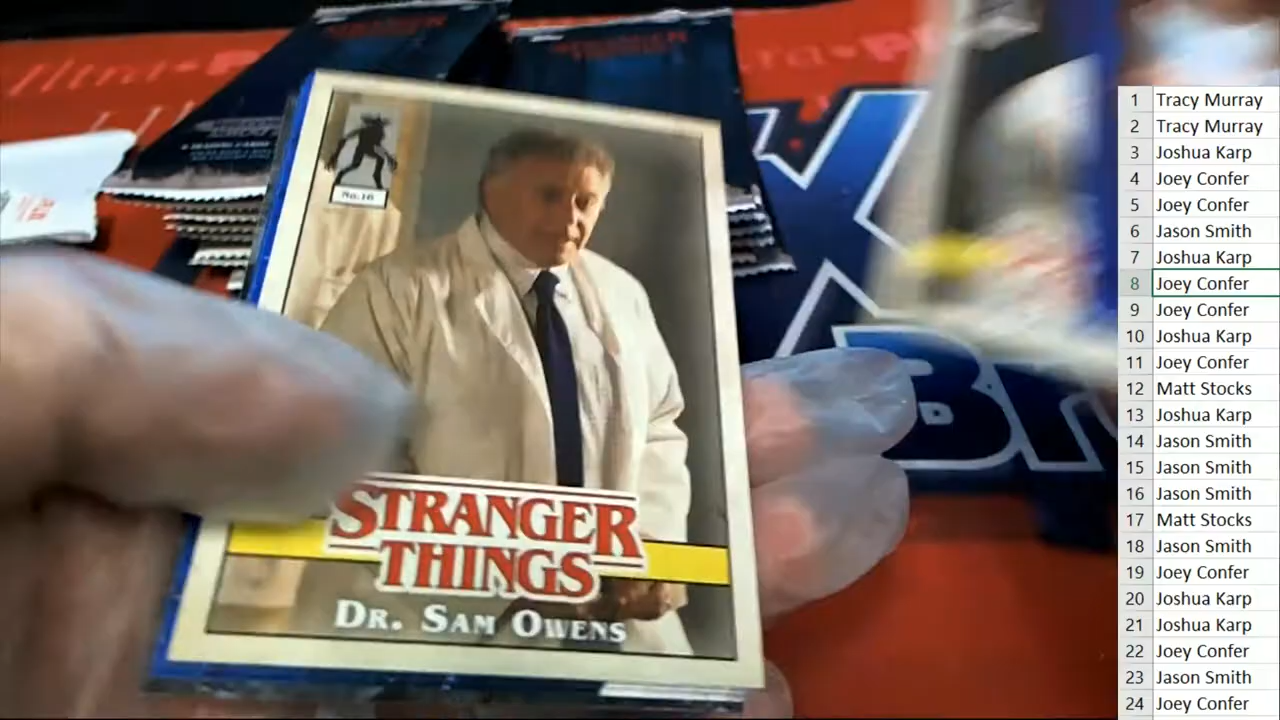 No.16
STRANGER
THINGS
DR. SAM OWENS
1 Tracy Murray
2 Tracy Murray
3 Joshua Karp
4 Joey Confer
5 Joey Confer
6 Jason Smith
7 Joshua Karp
8 Joey Confer
9 Joey Confer
10 Joshua Karp
11 Joey Confer
12 Matt Stocks
13 Joshua Karp
14 Jason Smith
15 Jason Smith
16 Jason Smith
17 Matt Stocks
18 Jason Smith
19 Joey Confer
20 Joshua Karp
21 Joshua Karp
22 Joey Confer
23 Jason Smith
24 Joey Confer